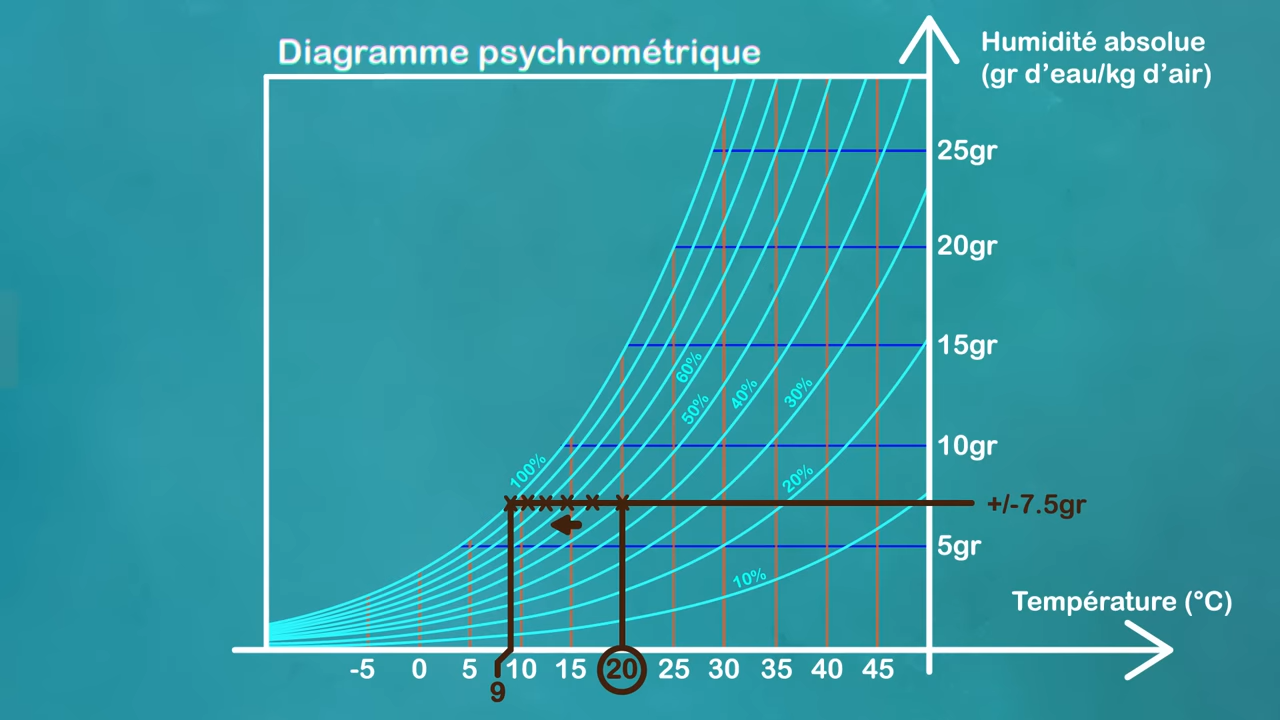 Diagramme psychrométrique
Humidité absolue
(gr d’eau/kg d’air)
25gr
20gr
15gr
60%
50%
40%
30%
10gr
100%
20%
+/-7.5gr
5gr
10%
Température (°C)
-5 0 5 10 15 20 25 30 35 40 45
9